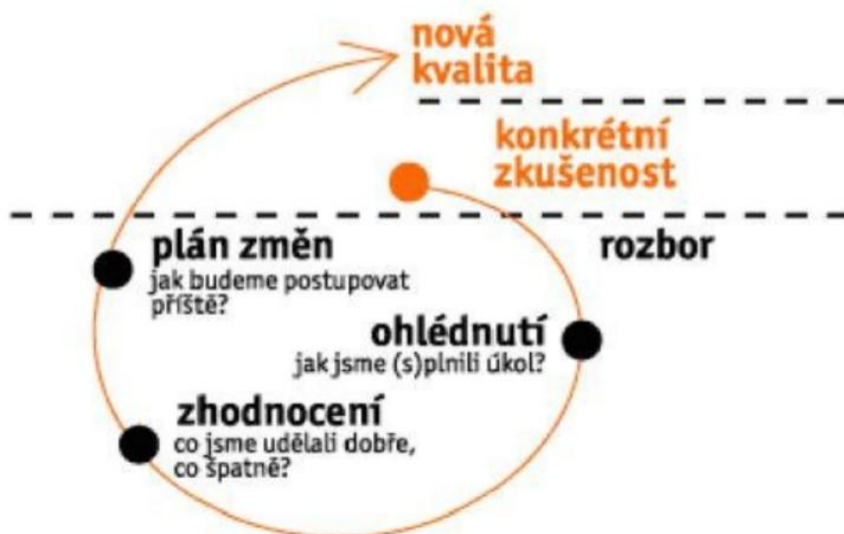 nová
kvalita
konkrétní
zkušenost
rozbor
plán změn
jak budeme postupovat
příště?
ohlédnutí
jak jsme (s)plnili úkol?
zhodnocení
co jsme udělali dobře,
co špatně?